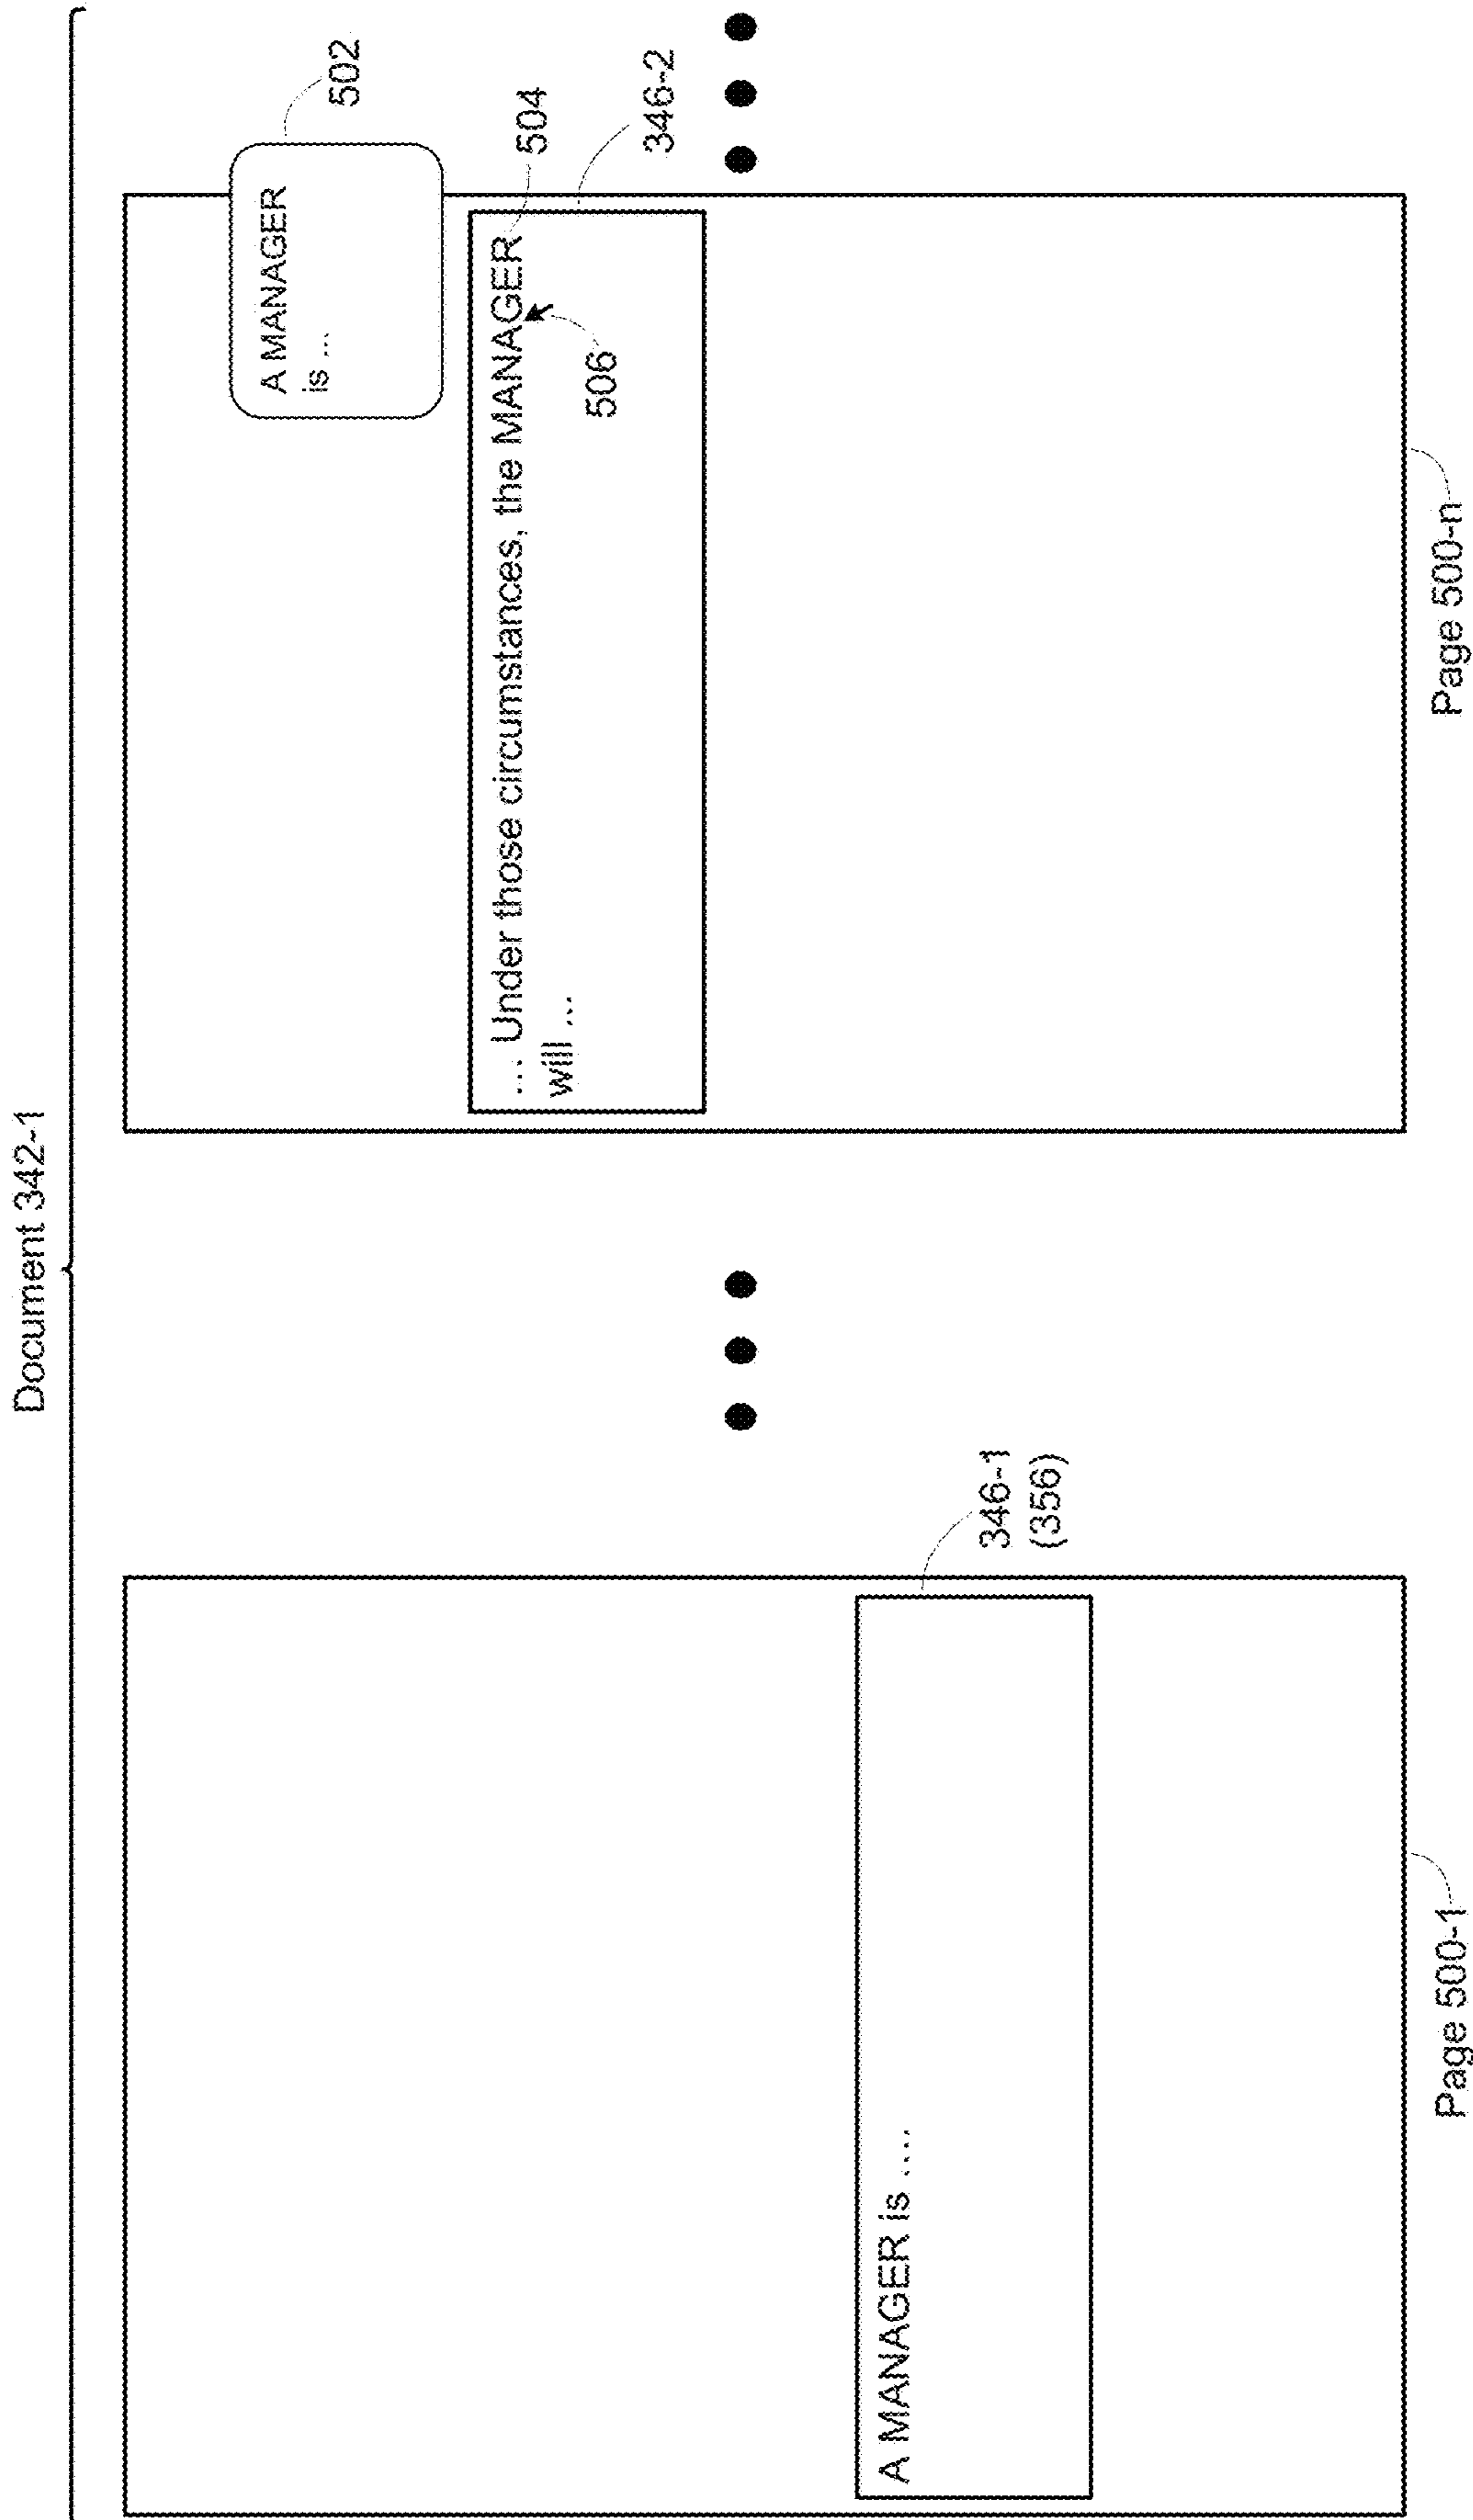 Document 342-1
A MANAGER is ....
346-1
(356)
Page 500-1
A MANAGER
is ...
502
... Under those circumstances, the MANAGER
will ...
504
506
346-2
Page 500-n